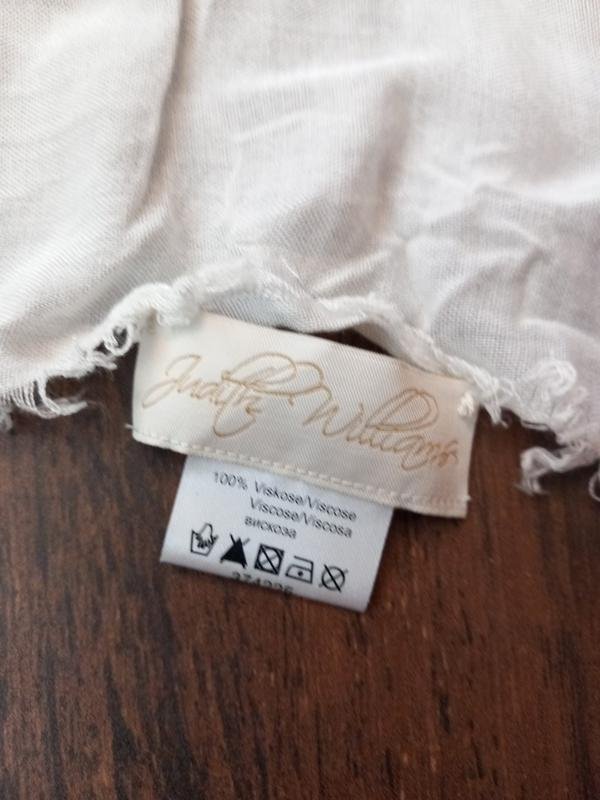 Judith Williams
100% Viskose/Viscose
Viscose/Viscosa
вискоза